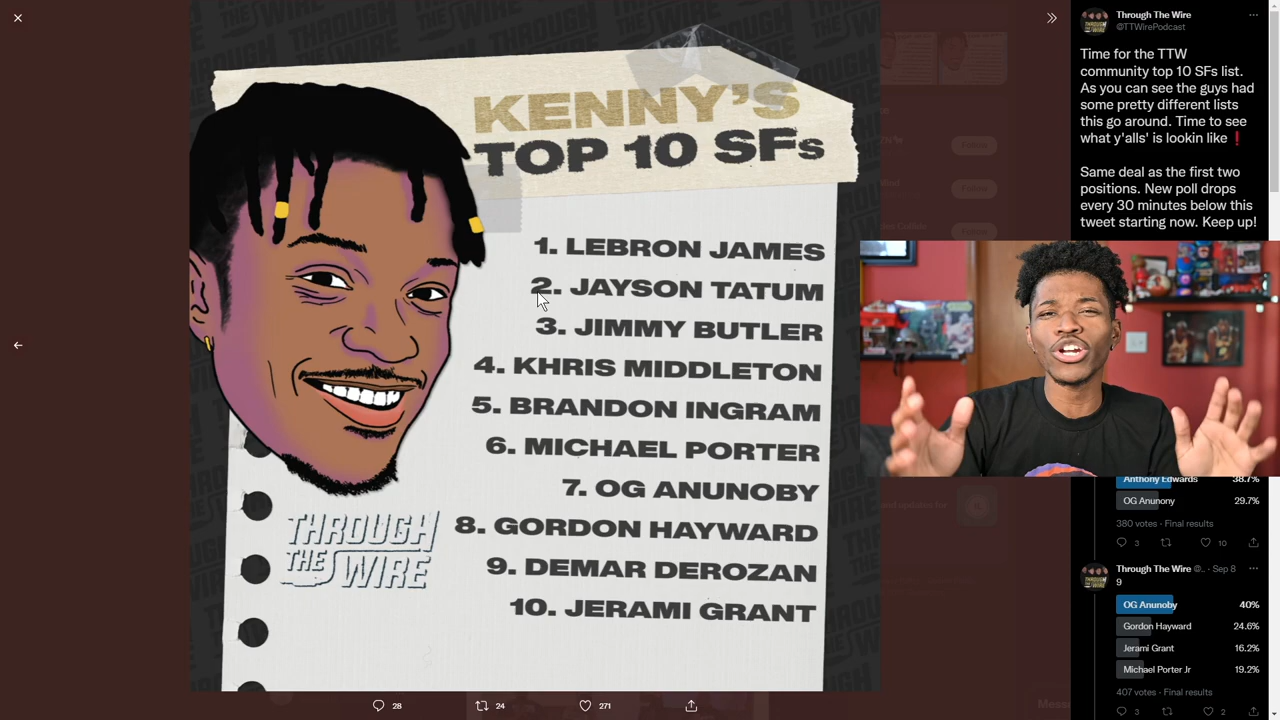 KENNY'S
TOP 10 SFs
1. LEBRON JAMES
2. JAYSON TATUM
3. JIMMY BUTLER
4. KHRIS MIDDLETON
5. BRANDON INGRAM
6. MICHAEL PORTER
7. OG ANUNOBY
8. GORDON HAYWARD
9. DEMAR DEROZAN
10. JERAMI GRANT
THROUGH
THE WIRE
28
24
271
Through The Wire
@TTWirePodcast
Time for the TTW
community top 10 SFs list.
As you can see the guys had
some pretty different lists
this go around. Time to see
what y'alls' is lookin like❗
Same deal as the first two
positions. New poll drops
every 30 minutes below this
tweet starting now. Keep up!
Anthony Edwards 38.7%
OG Anunony 29.7%
380 votes · Final results
3 10
Through The Wire @.. · Sep 8
9
OG Anunoby 40%
Gordon Hayward 24.6%
Jerami Grant 16.2%
Michael Porter Jr 19.2%
407 votes · Final results
3 2